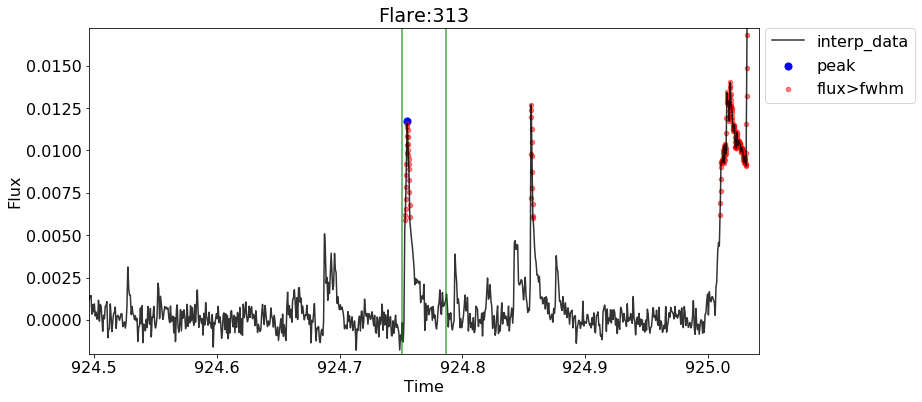 Flare:313
interp_data
peak
flux>fwhm
0.0150
0.0125
0.0100
0.0075
0.0050
0.0025
0.0000
Flux
924.5 924.6 924.7 924.8 924.9 925.0
Time